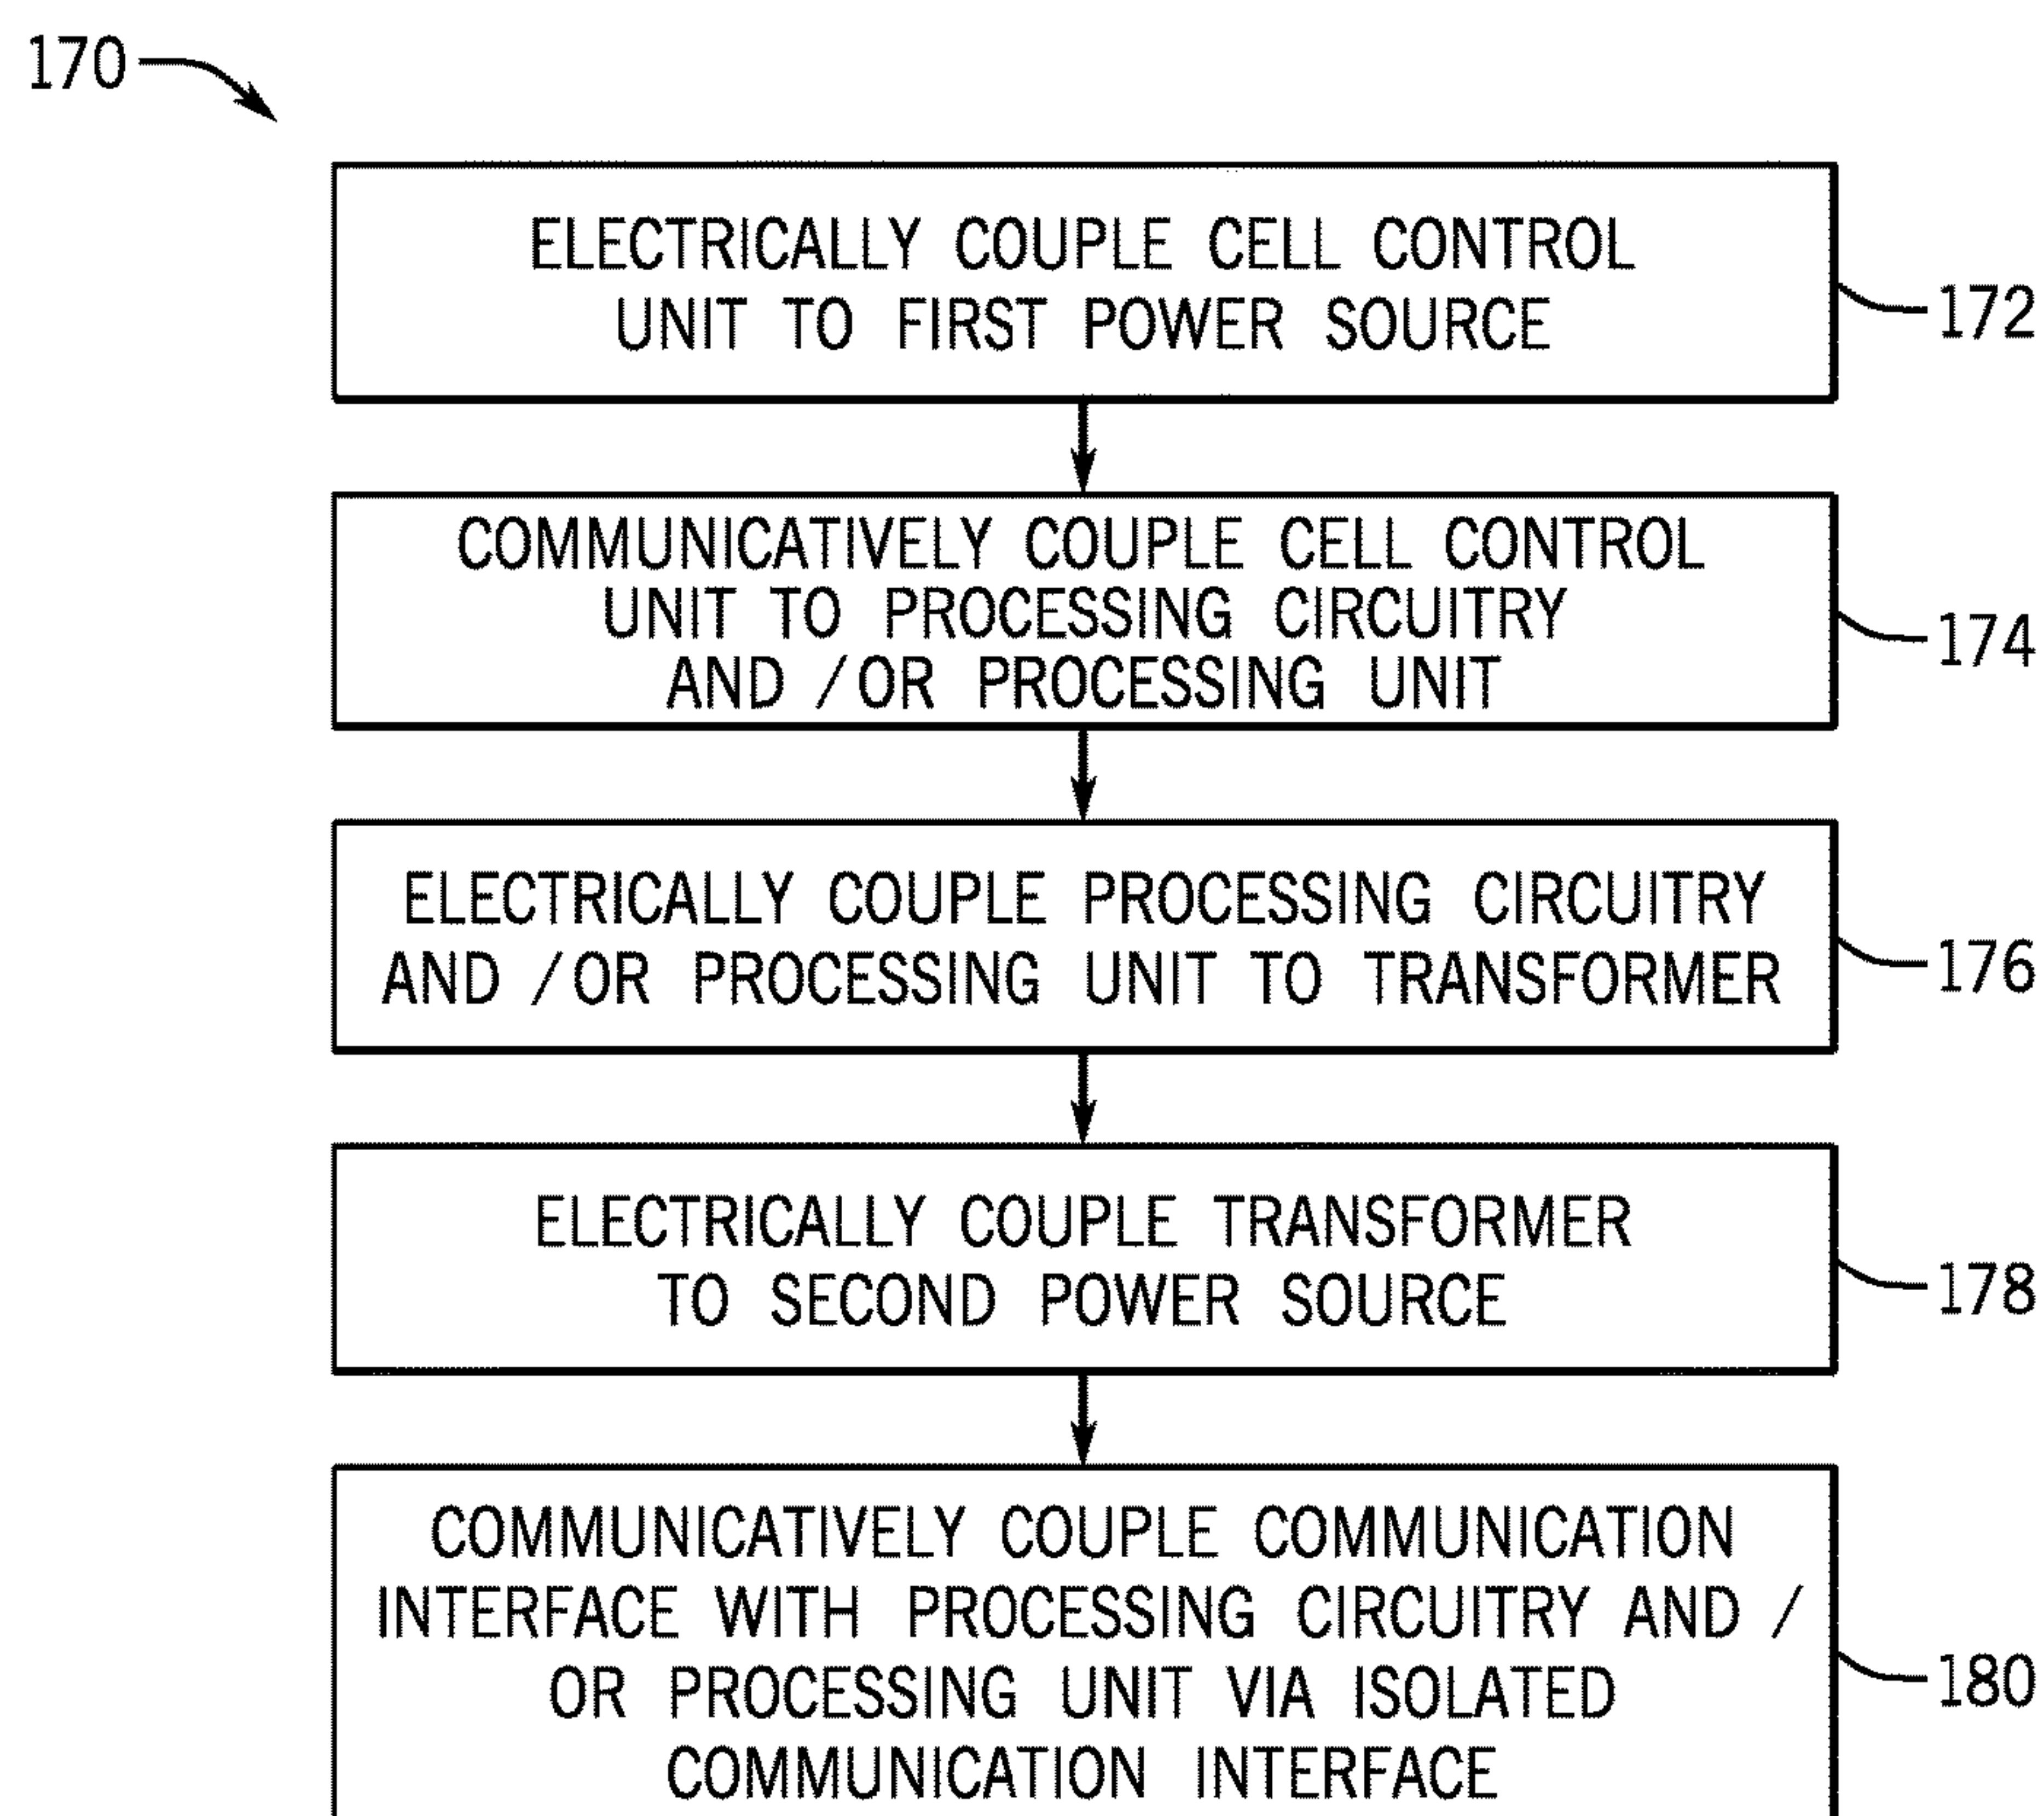 170
ELECTRICALLY COUPLE CELL CONTROL
UNIT TO FIRST POWER SOURCE
172
COMMUNICATIVELY COUPLE CELL CONTROL
UNIT TO PROCESSING CIRCUITRY
AND /OR PROCESSING UNIT
174
ELECTRICALLY COUPLE PROCESSING CIRCUITRY
AND /OR PROCESSING UNIT TO TRANSFORMER
176
ELECTRICALLY COUPLE TRANSFORMER
TO SECOND POWER SOURCE
178
COMMUNICATIVELY COUPLE COMMUNICATION
INTERFACE WITH PROCESSING CIRCUITRY AND /
OR PROCESSING UNIT VIA ISOLATED
COMMUNICATION INTERFACE
180